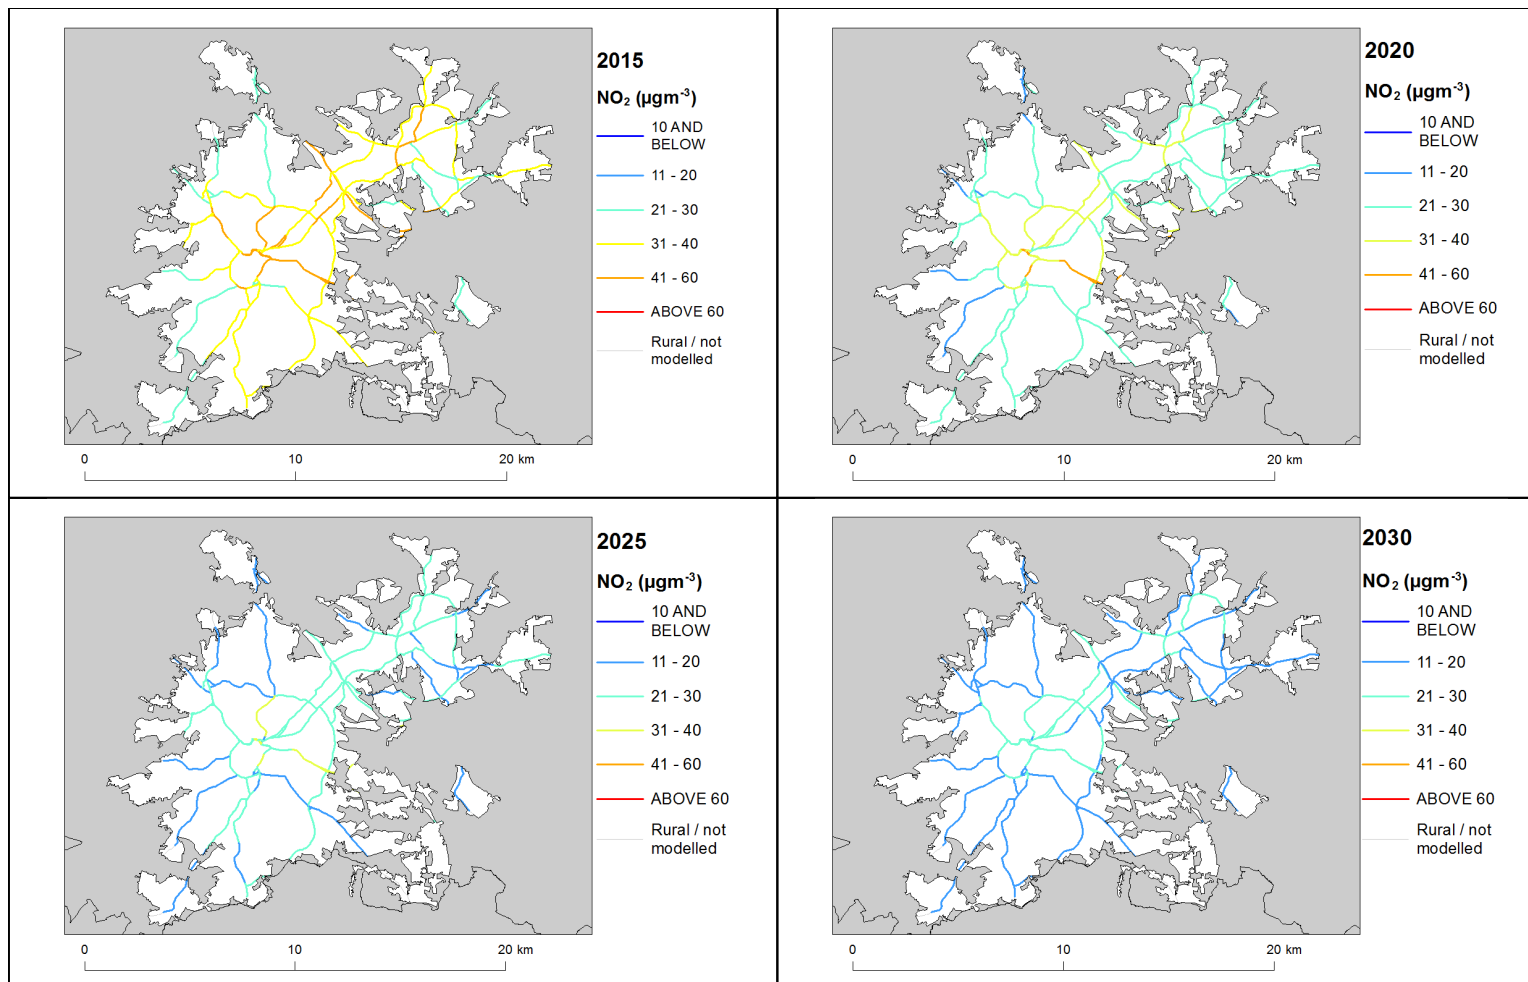 2015
NO₂ (µgm⁻³)
10 AND
BELOW
11 - 20
21 - 30
31 - 40
41 - 60
ABOVE 60
Rural / not
modelled
0
10
20 km
2020
NO₂ (µgm⁻³)
10 AND
BELOW
11 - 20
21 - 30
31 - 40
41 - 60
ABOVE 60
Rural / not
modelled
0
10
20 km
2025
NO₂ (µgm⁻³)
10 AND
BELOW
11 - 20
21 - 30
31 - 40
41 - 60
ABOVE 60
Rural / not
modelled
0
10
20 km
2030
NO₂ (µgm⁻³)
10 AND
BELOW
11 - 20
21 - 30
31 - 40
41 - 60
ABOVE 60
Rural / not
modelled
0
10
20 km